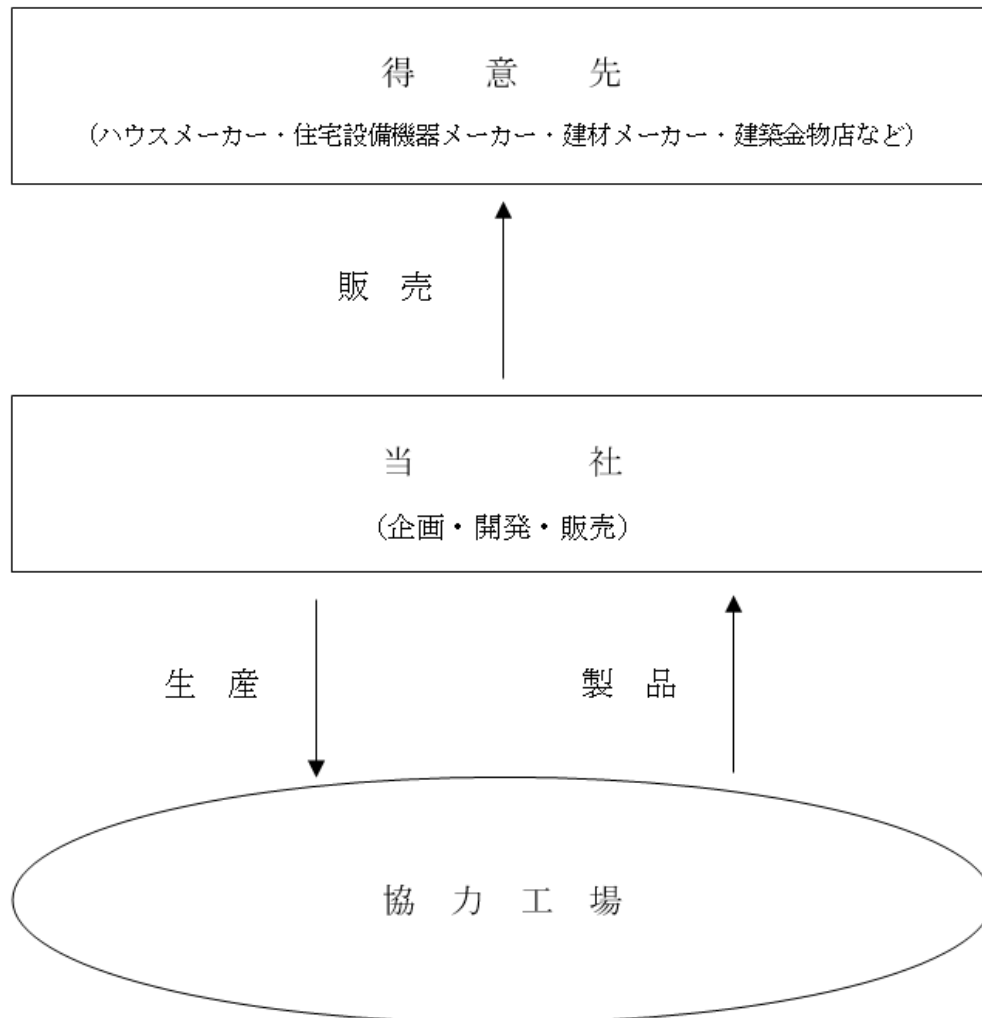 得意先
(ハウスメーカー・住宅設備機器メーカー・建材メーカー・建築金物店など)
販売
当社
(企画・開発・販売)
生産 製品
協力工場